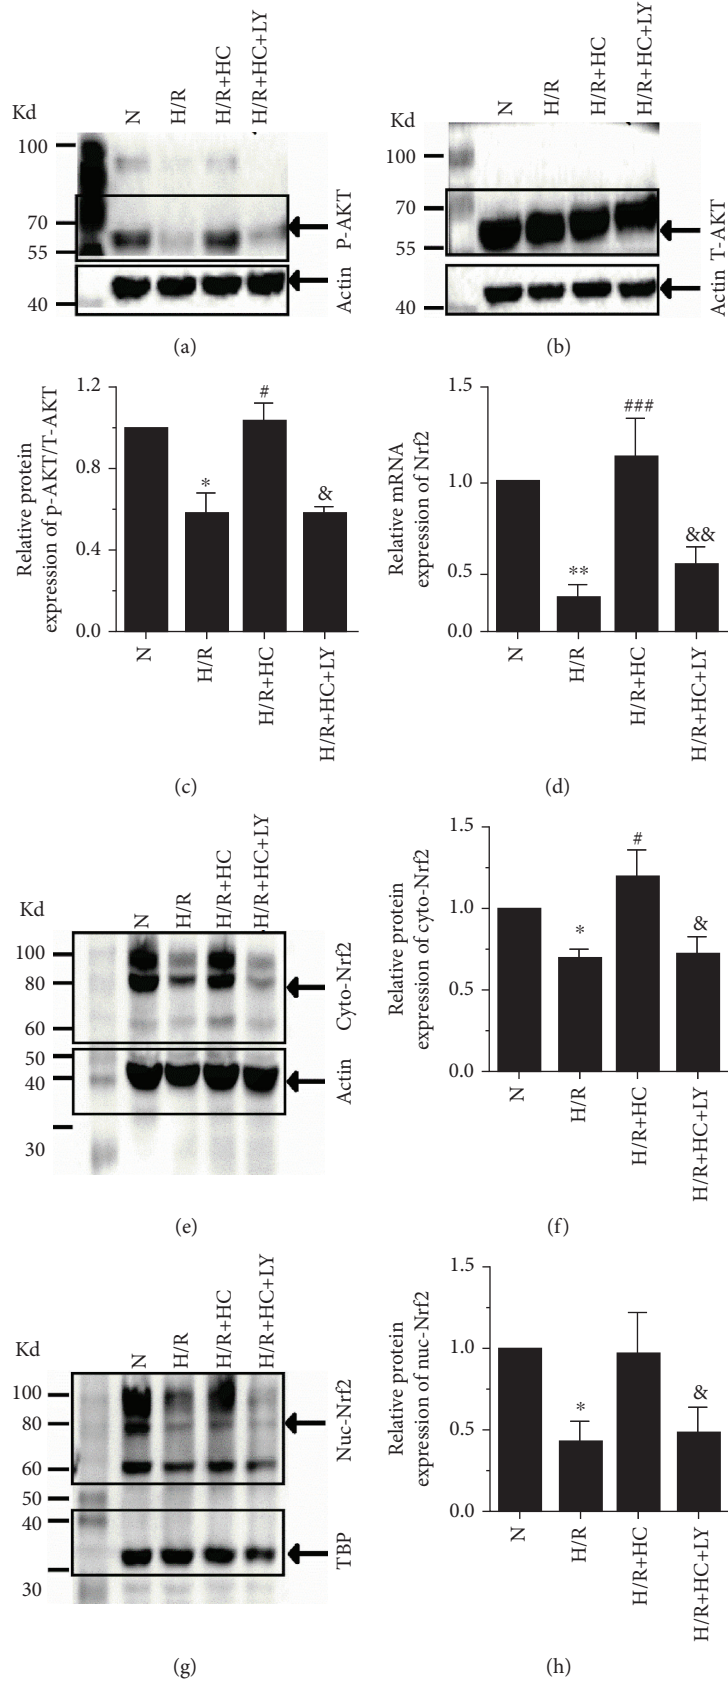 Kd
N
H/R
H/R+HC
H/R+HC+LY
100
70
55
40
P-AKT
Actin
(a)
Kd
N
H/R
H/R+HC
H/R+HC+LY
100
70
55
40
T-AKT
Actin
(b)
Relative protein
expression of p-AKT/T-AKT
1.2
0.8
0.4
0.0
*
#
&
N
H/R
H/R+HC
H/R+HC+LY
(c)
Relative mRNA
expression of Nrf2
1.5
1.0
0.5
0.0
**
###
&&
N
H/R
H/R+HC
H/R+HC+LY
(d)
Kd
N
H/R
H/R+HC
H/R+HC+LY
100
80
60
50
40
30
Cyto-Nrf2
Actin
(e)
Relative protein
expression of cyto-Nrf2
1.5
1.0
0.5
0.0
*
#
&
N
H/R
H/R+HC
H/R+HC+LY
(f)
Kd
N
H/R
H/R+HC
H/R+HC+LY
100
80
60
50
40
30
Nuc-Nrf2
TBP
(g)
Relative protein
expression of nuc-Nrf2
1.5
1.0
0.5
0.0
*
&
N
H/R
H/R+HC
H/R+HC+LY
(h)